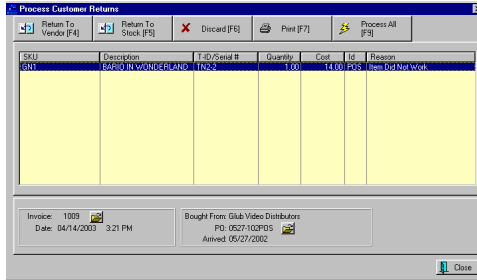 Process Customer Returns
Return To Vendor [F4] Return To Stock [F5] Discard [F6] Print [F7] Process All [F9]
SKU Description T-ID/Serial # Quantity Cost Id Reason
GN1 BARIO IN WONDERLAND TN2-2 1.00 14.00 POS Item Did Not Work
Invoice: 1009 Bought From: Glub Video Distributors
Date: 04/14/2003 3:21 PM PO: 0527-102POS
Arrived: 05/27/2002
Close